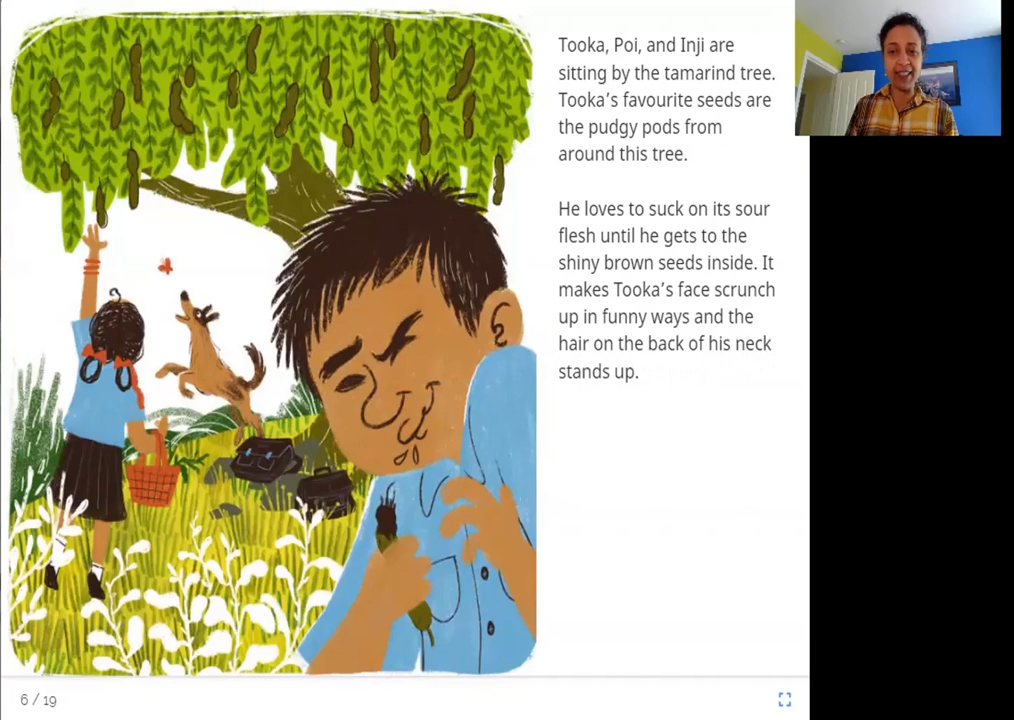 Tooka, Poi, and Inji are
sitting by the tamarind tree.
Tooka's favourite seeds are
the pudgy pods from
around this tree.
He loves to suck on its sour
flesh until he gets to the
shiny brown seeds inside. It
makes Tooka's face scrunch
up in funny ways and the
hair on the back of his neck
stands up.
6 / 19